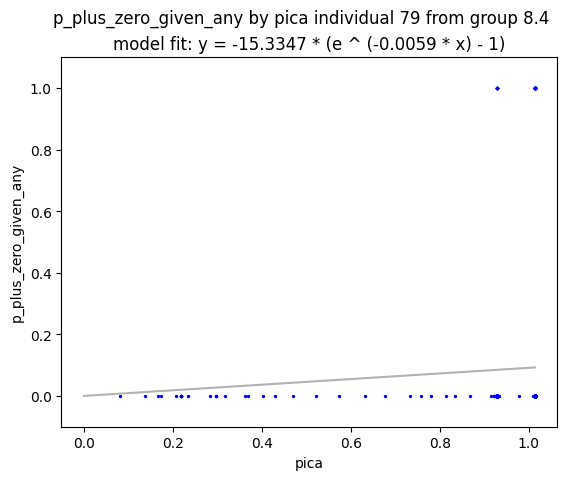 p_plus_zero_given_any by pica individual 79 from group 8.4
model fit: y = -15.3347 * (e ^ (-0.0059 * x) - 1)
p_plus_zero_given_any
1.0
0.8
0.6
0.4
0.2
0.0
0.0 0.2 0.4 0.6 0.8 1.0
pica